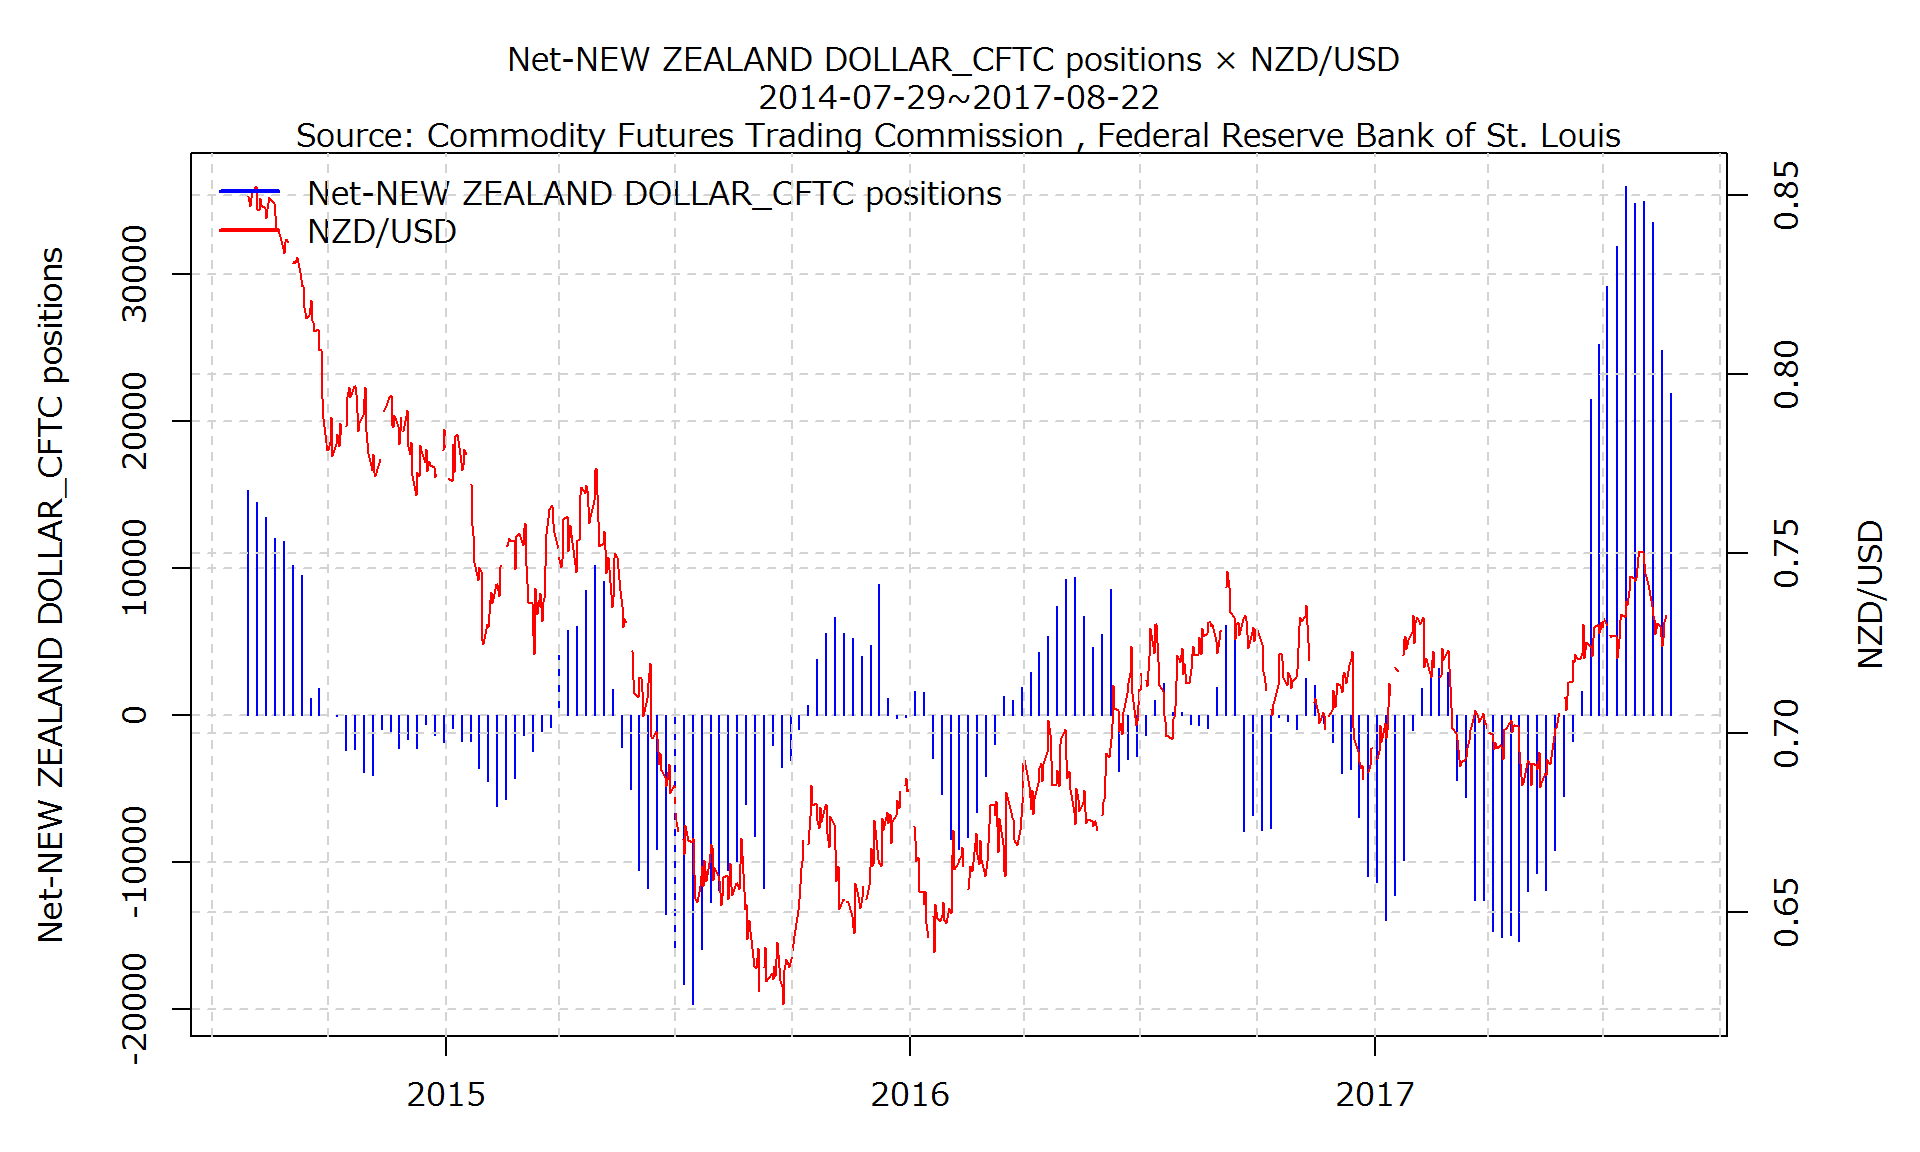 Net-NEW ZEALAND DOLLAR_CFTC positions × NZD/USD
2014-07-29~2017-08-22
Source: Commodity Futures Trading Commission , Federal Reserve Bank of St. Louis
Net-NEW ZEALAND DOLLAR_CFTC positions
NZD/USD
Net-NEW ZEALAND DOLLAR_CFTC positions
30000
20000
10000
0
-10000
-20000
0.85
0.80
0.75
0.70
0.65
NZD/USD
2015
2016
2017